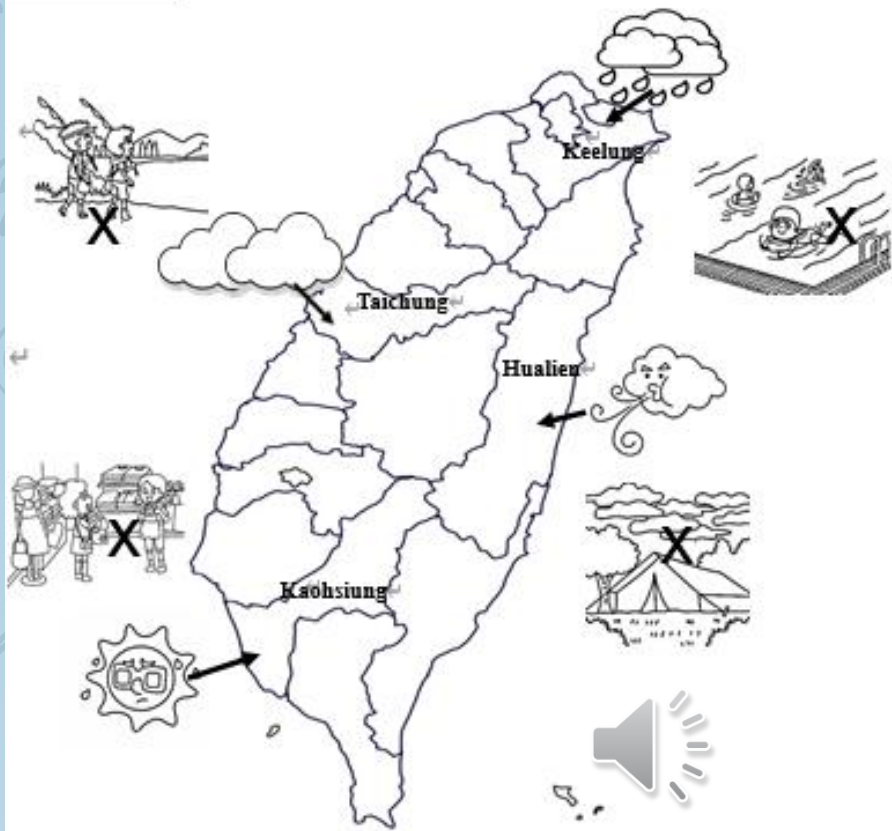 Keelung
Taichung
Hualien
Kaohsiung
X
X
X
X